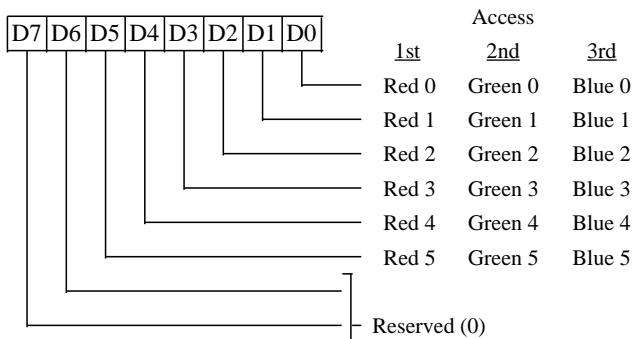 Access
D7 D6 D5 D4 D3 D2 D1 D0
1st 2nd 3rd
Red 0 Green 0 Blue 0
Red 1 Green 1 Blue 1
Red 2 Green 2 Blue 2
Red 3 Green 3 Blue 3
Red 4 Green 4 Blue 4
Red 5 Green 5 Blue 5
Reserved (0)